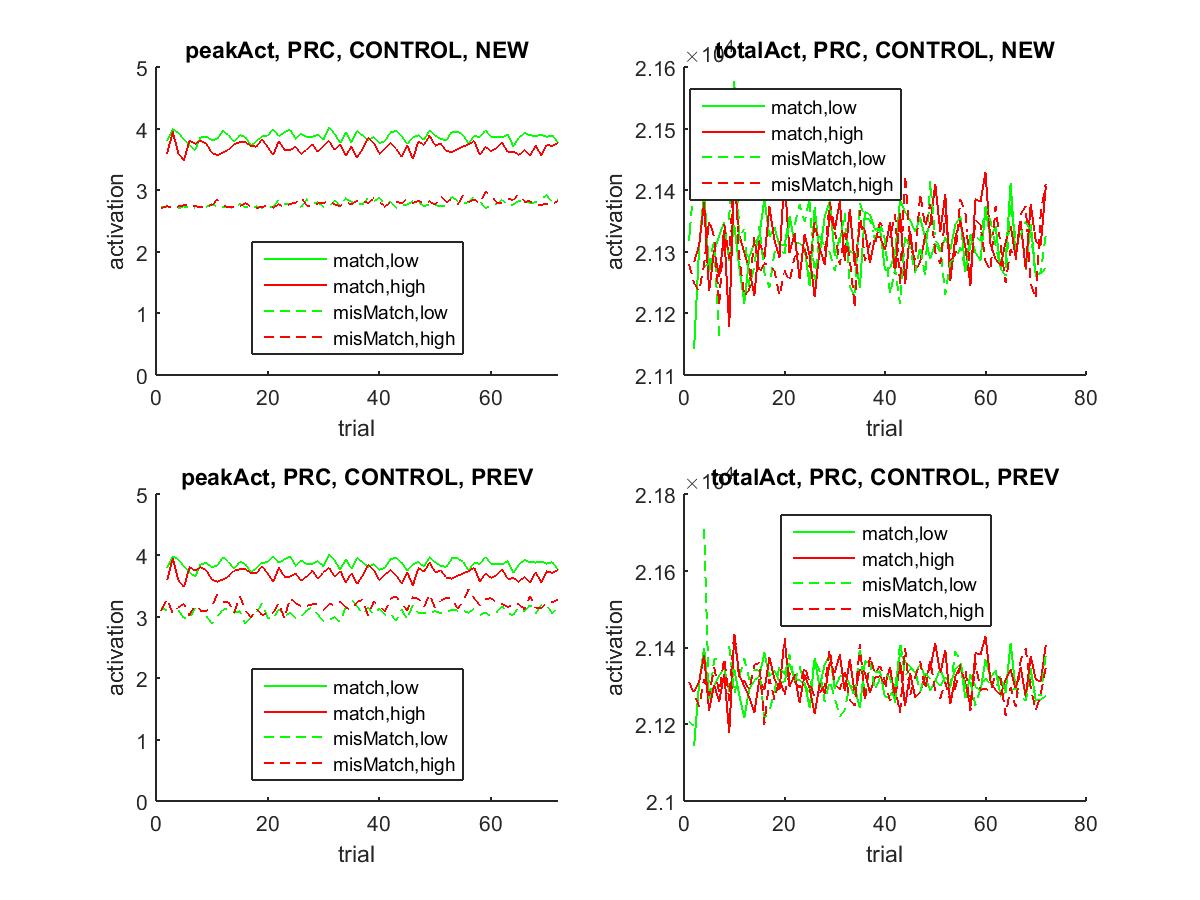 peakAct, PRC, CONTROL, NEW
5
4
3
2
1
0
activation
match,low
match,high
misMatch,low
misMatch,high
0 20 40 60
trial
totalAct, PRC, CONTROL, NEW
×10⁴
2.16
2.15
2.14
2.13
2.12
2.11
activation
match,low
match,high
misMatch,low
misMatch,high
0 20 40 60 80
trial
peakAct, PRC, CONTROL, PREV
5
4
3
2
1
0
activation
match,low
match,high
misMatch,low
misMatch,high
0 20 40 60
trial
totalAct, PRC, CONTROL, PREV
×10⁴
2.18
2.16
2.14
2.12
2.1
activation
match,low
match,high
misMatch,low
misMatch,high
0 20 40 60 80
trial